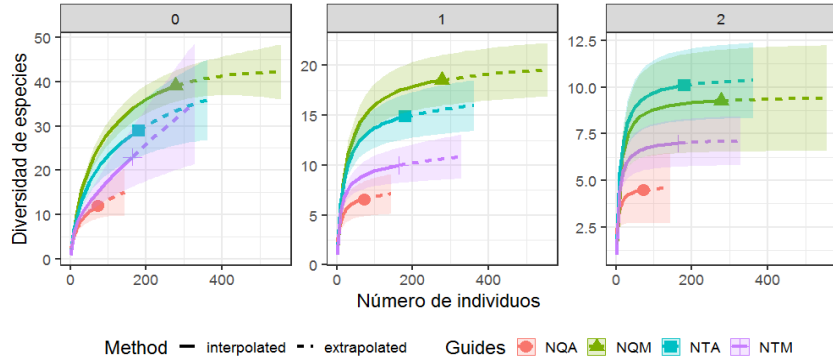 0 1 2
Diversidad de especies
50
40
30
20
10
0
0 200 400
20
15
10
5
0
0 200 400
12.5
10.0
7.5
5.0
2.5
0 200 400
Número de individuos
Method interpolated extrapolated Guides NQA NQM NTA NTM